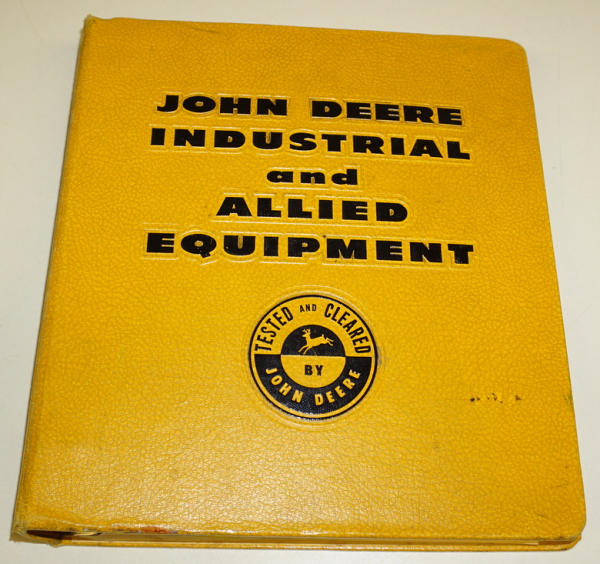 JOHN DEERE
INDUSTRIAL
and
ALLIED
EQUIPMENT
TESTED AND CLEARED
BY
JOHN DEERE